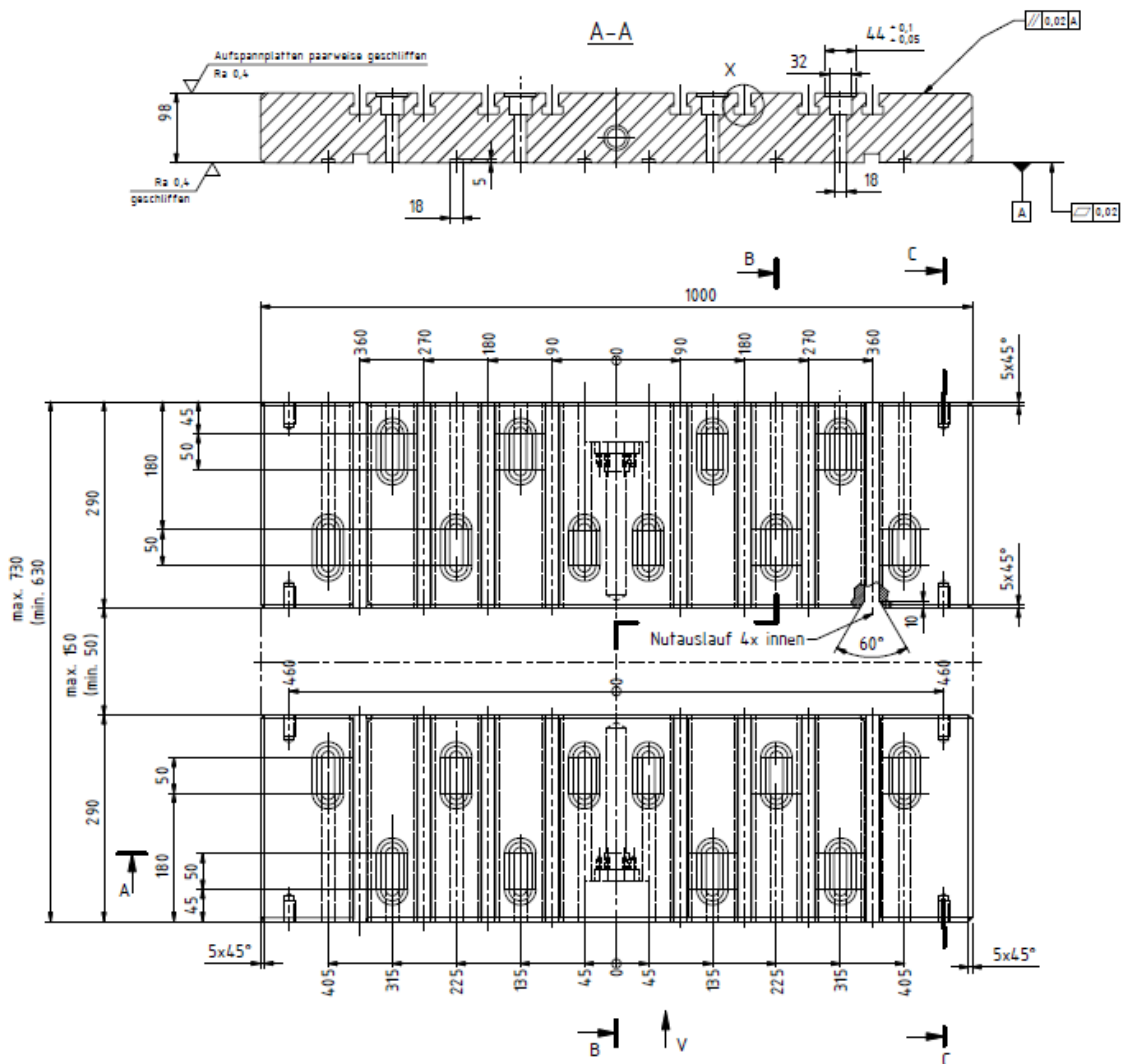 A-A
Aufspannplatten paarweise geschliffen
Ra 0,4
98
Ra 0,4
geschliffen
18
5
X
32
44 -0,1 -0,05
// 0,02 A
18
A
0,02
B
C
1000
360
270
180
90
0
90
180
270
360
5x45°
45
50
180
50
290
max. 730
(min. 630)
max. 150
(min. 50)
5x45°
10
Nutauslauf 4x innen
60°
460
0
460
50
180
290
50
45
A
5x45°
405
315
225
135
45
0
45
135
225
315
405
5x45°
B
V
C